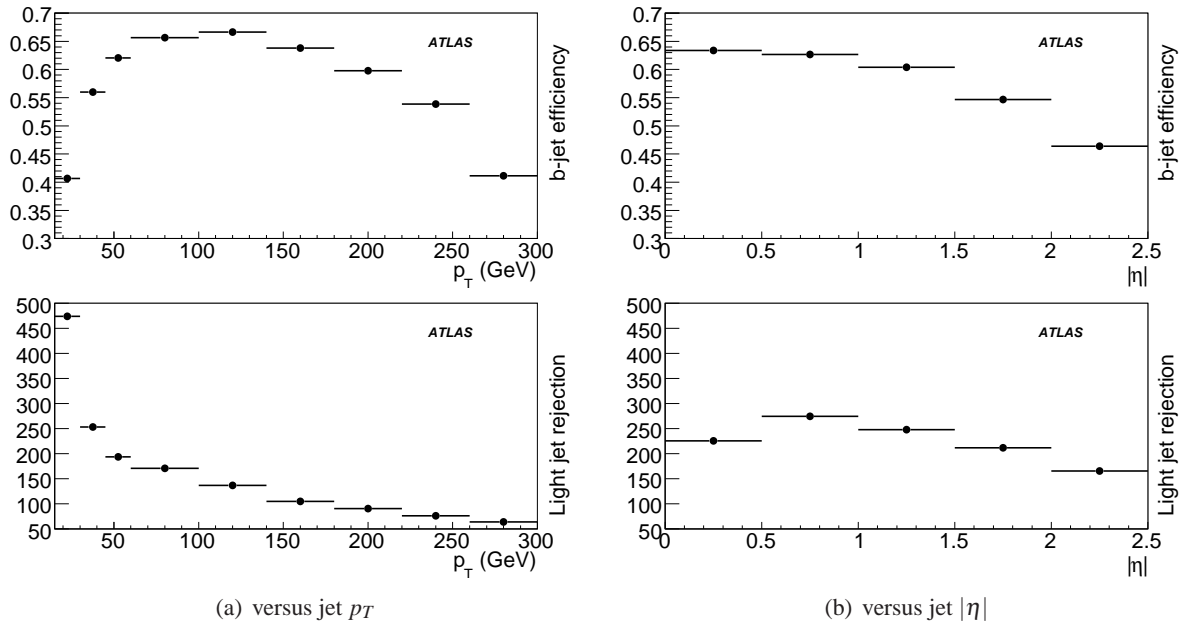 0.7
0.65
0.6
0.55
0.5
0.45
0.4
0.35
0.3
ATLAS
b-jet efficiency
50 100 150 200 250 300
p_T (GeV)
0.7
0.65
0.6
0.55
0.5
0.45
0.4
0.35
0.3
ATLAS
b-jet efficiency
0 0.5 1 1.5 2 2.5
|η|
500
450
400
350
300
250
200
150
100
50
ATLAS
Light jet rejection
50 100 150 200 250 300
p_T (GeV)
500
450
400
350
300
250
200
150
100
50
ATLAS
Light jet rejection
0 0.5 1 1.5 2 2.5
|η|
(a) versus jet p_T
(b) versus jet |η|